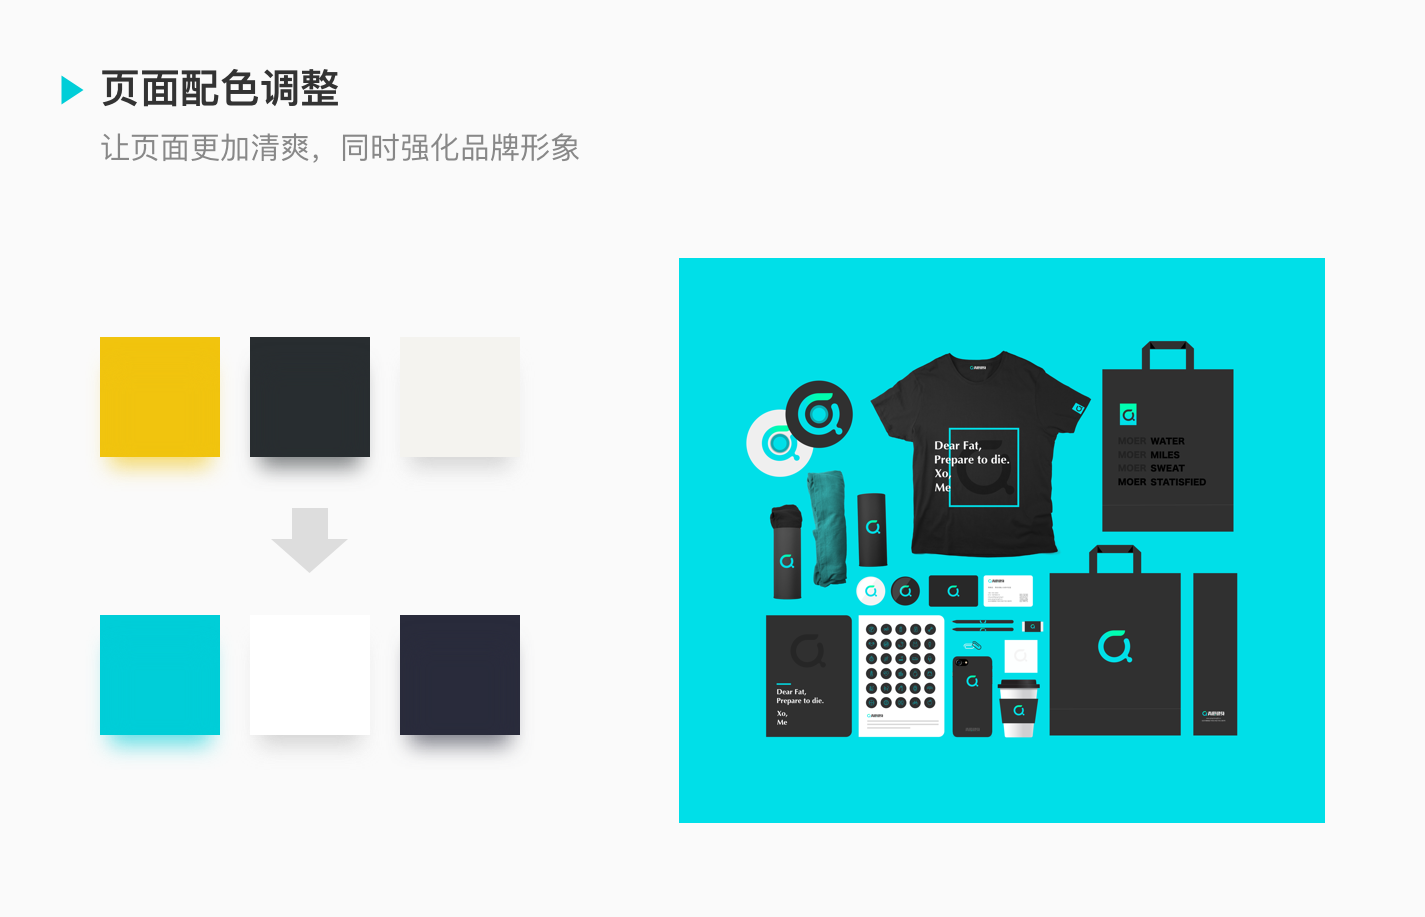 页面配色调整
让页面更加清爽，同时强化品牌形象
Dear Fat,
Prepare to die.
Xo,
Me
MOER WATER
MOER MILES
MOER SWEAT
MOER STATISFIED
Dear Fat,
Prepare to die.
Xo,
Me